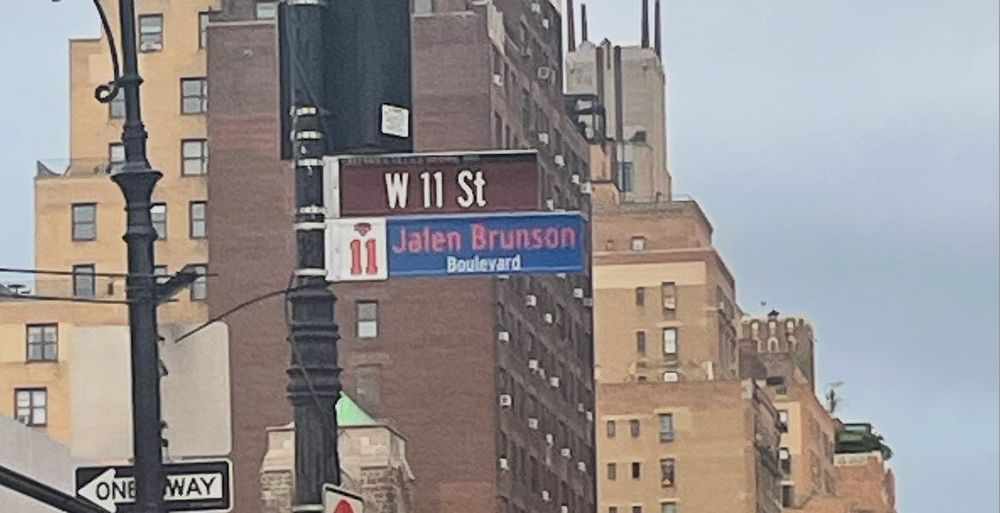 W 11 St
11 Jalen Brunson
Boulevard
ONE WAY